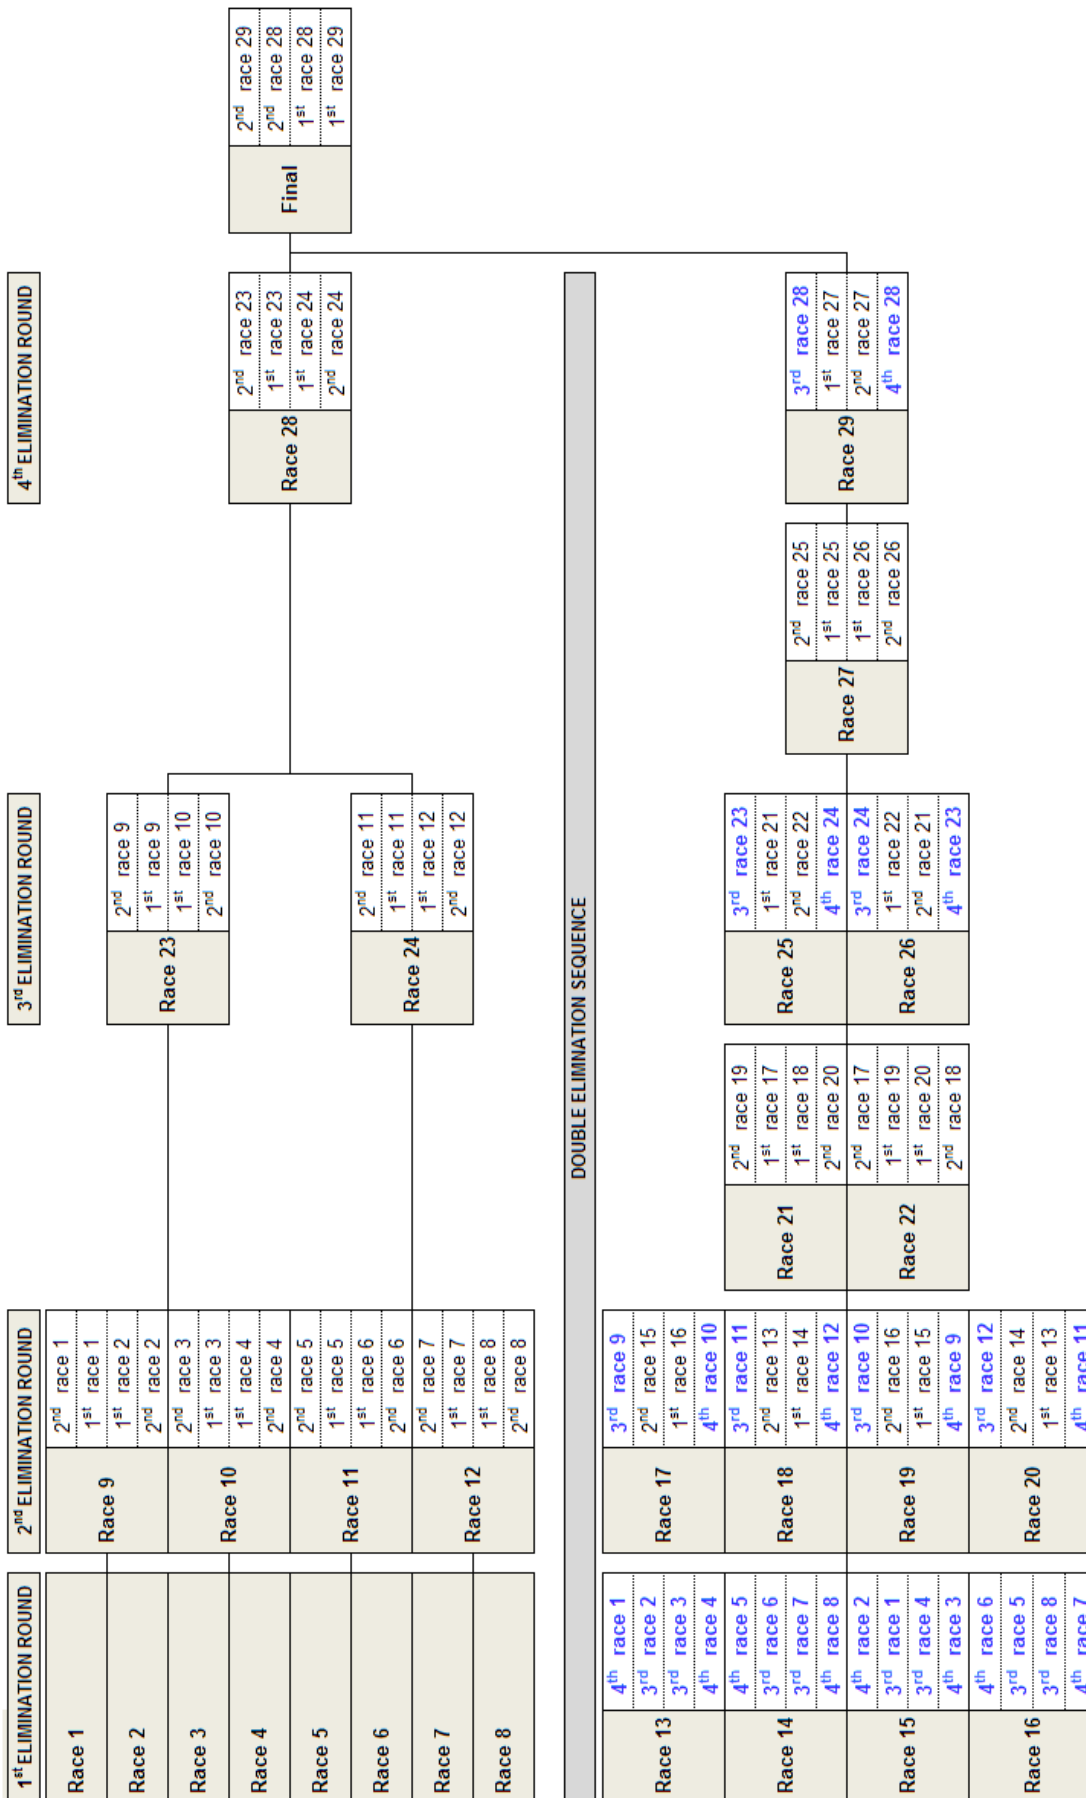 1st ELIMINATION ROUND
2nd ELIMINATION ROUND
3rd ELIMINATION ROUND
4th ELIMINATION ROUND
Race 1
Race 2
Race 3
Race 4
Race 5
Race 6
Race 7
Race 8
Race 9
2nd race 1
1st race 1
1st race 2
2nd race 2
Race 10
2nd race 3
1st race 3
1st race 4
2nd race 4
Race 11
2nd race 5
1st race 5
1st race 6
2nd race 6
Race 12
2nd race 7
1st race 7
1st race 8
2nd race 8
Race 23
2nd race 9
1st race 9
1st race 10
2nd race 10
Race 24
2nd race 11
1st race 11
1st race 12
2nd race 12
Race 28
2nd race 23
1st race 23
1st race 24
2nd race 24
Final
2nd race 29
2nd race 28
1st race 28
1st race 29
DOUBLE ELIMNATION SEQUENCE
Race 13
4th race 1
3rd race 2
3rd race 3
4th race 4
Race 14
4th race 5
3rd race 6
3rd race 7
4th race 8
Race 15
4th race 2
3rd race 1
3rd race 4
4th race 3
Race 16
4th race 6
3rd race 5
3rd race 8
4th race 7
Race 17
3rd race 9
2nd race 15
1st race 16
4th race 10
Race 18
3rd race 11
2nd race 13
1st race 14
4th race 12
Race 19
3rd race 10
2nd race 16
1st race 15
4th race 9
Race 20
3rd race 12
2nd race 14
1st race 13
4th race 11
Race 21
2nd race 19
1st race 17
1st race 18
2nd race 20
Race 22
2nd race 17
1st race 19
1st race 20
2nd race 18
Race 25
3rd race 23
1st race 21
2nd race 22
4th race 24
Race 26
3rd race 24
1st race 22
2nd race 21
4th race 23
Race 27
2nd race 25
1st race 25
1st race 26
2nd race 26
Race 29
3rd race 28
1st race 27
2nd race 27
4th race 28